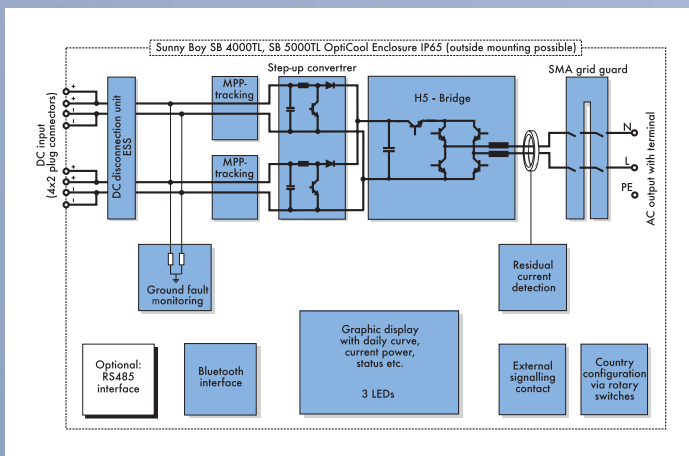 Sunny Boy SB 4000TL, SB 5000TL OptiCool Enclosure IP65 (outside mounting possible)
DC input
(4x2 plug connectors)
+
+
-
-
+
+
-
-
DC disconnection unit
ESS
MPP-
tracking
MPP-
tracking
Step-up convertrer
H5 - Bridge
SMA grid guard
N
L
PE
AC output with terminal
Ground fault
monitoring
Residual
current
detection
Optional:
RS485
interface
Bluetooth
interface
Graphic display
with daily curve,
current power,
status etc.
3 LEDs
External
signalling
contact
Country
configuration
via rotary
switches